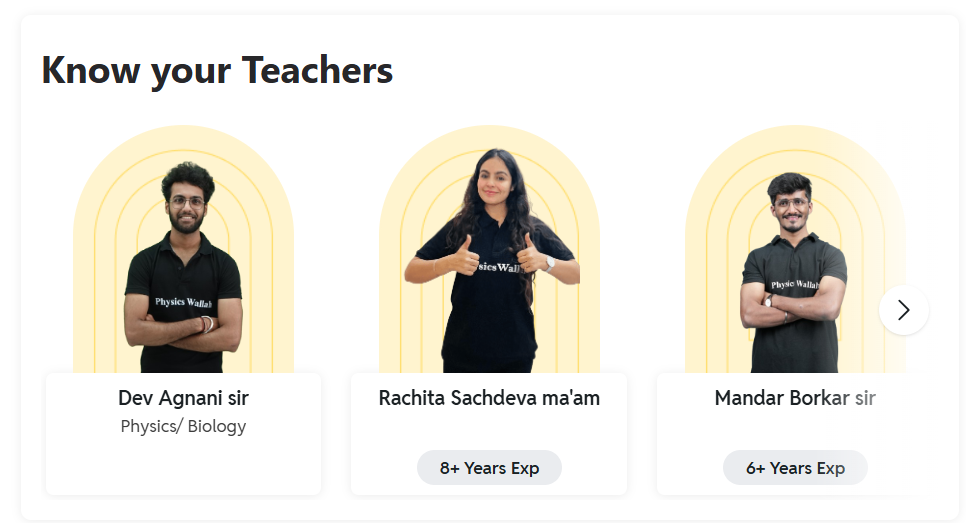 Know your Teachers
Physics Wallah
sicsWall
Physics Wallah
Dev Agnani sir
Physics/ Biology
Rachita Sachdeva ma'am
8+ Years Exp
Mandar Borkar sir
6+ Years Exp